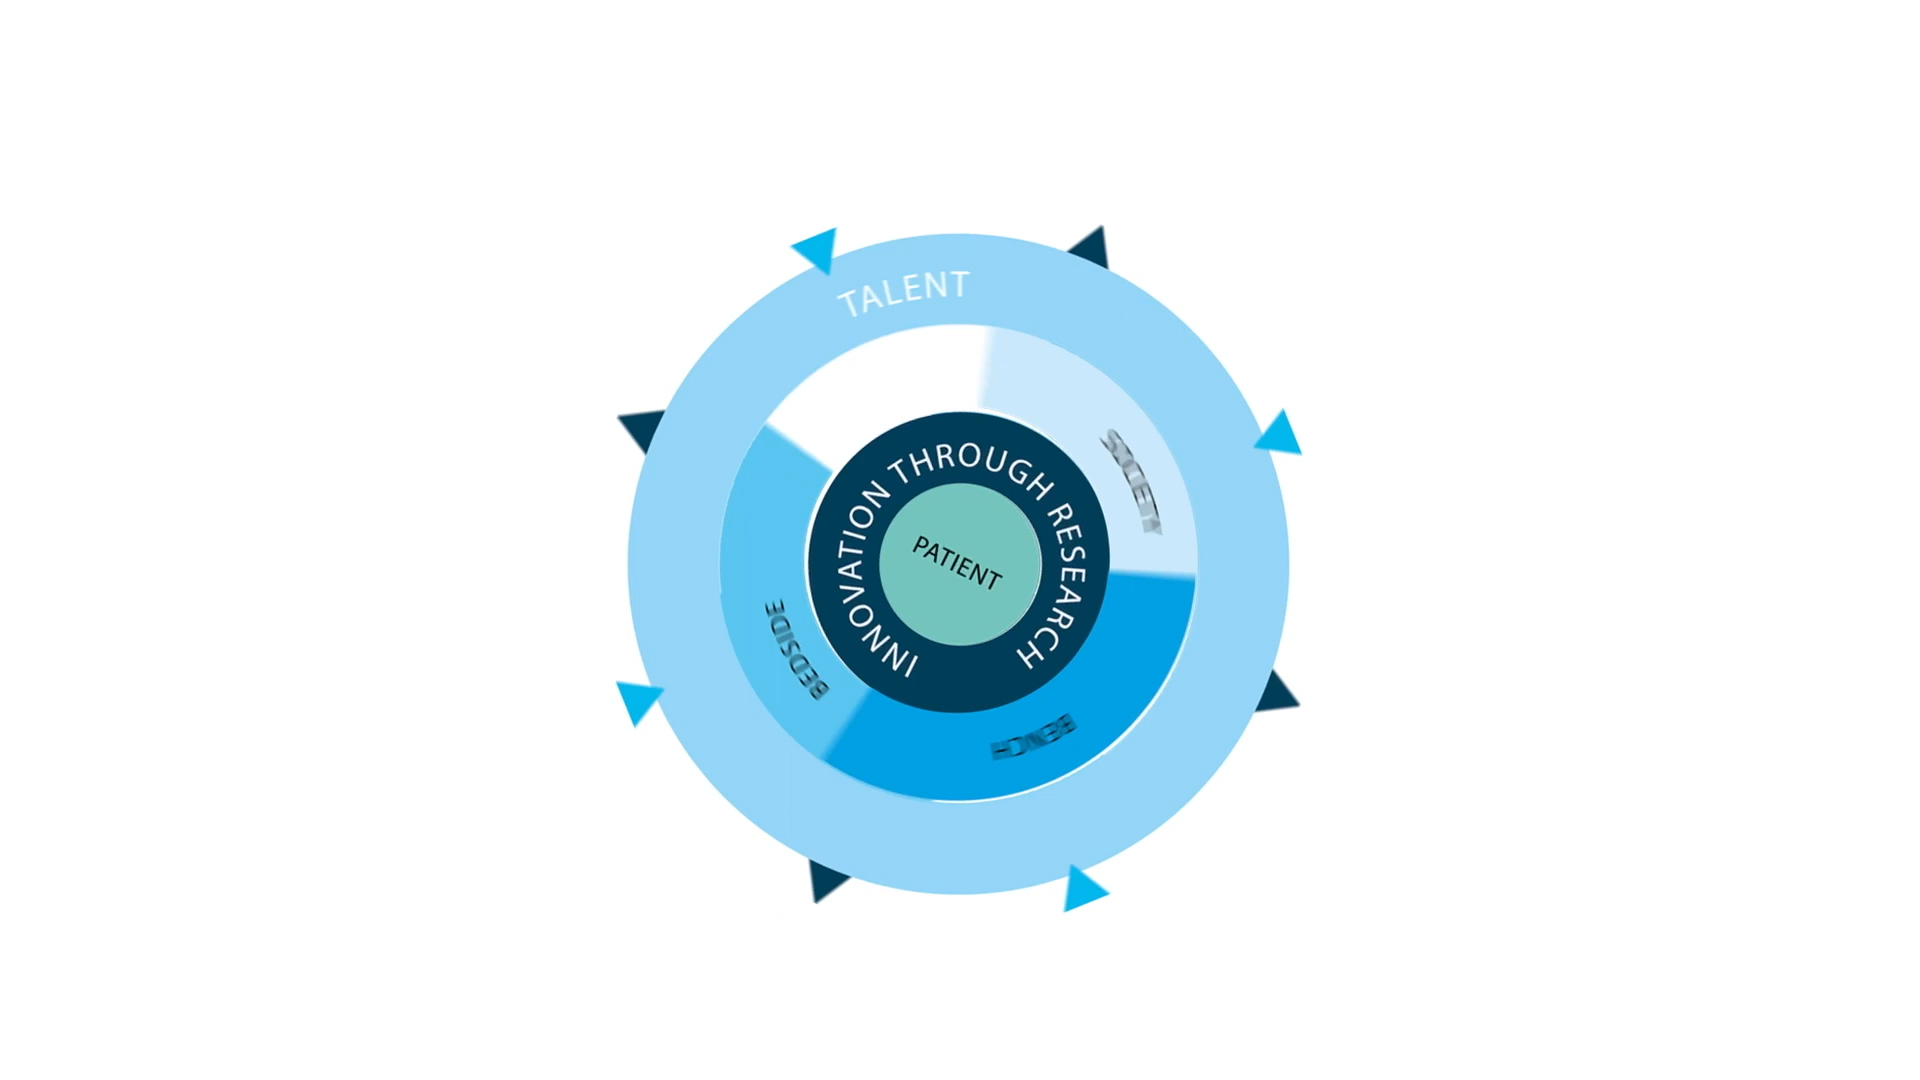 TALENT
SOCIETY
INNOVATION THROUGH RESEARCH
PATIENT
BEDSIDE
BENCH